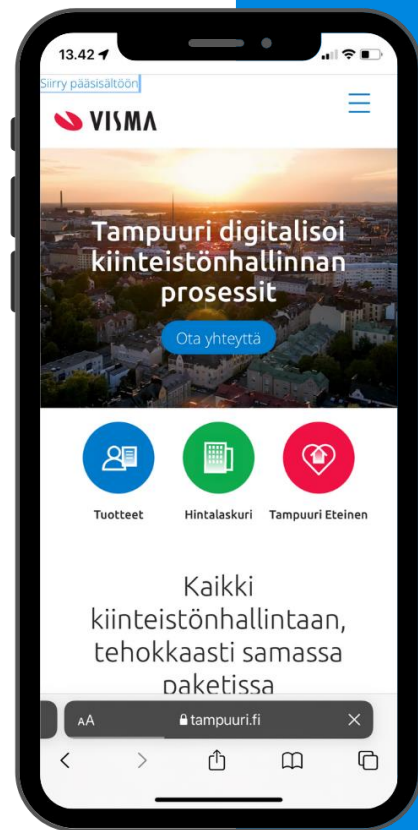 13.42
Siirry pääsisältöön
VISMA
Tampuuri digitalisoi
kiinteistönhallinnan
prosessit
Ota yhteyttä
Tuotteet
Hintalaskuri
Tampuuri Eteinen
Kaikki
kiinteistönhallintaan,
tehokkaasti samassa
paketissa
AA
tampuuri.fi